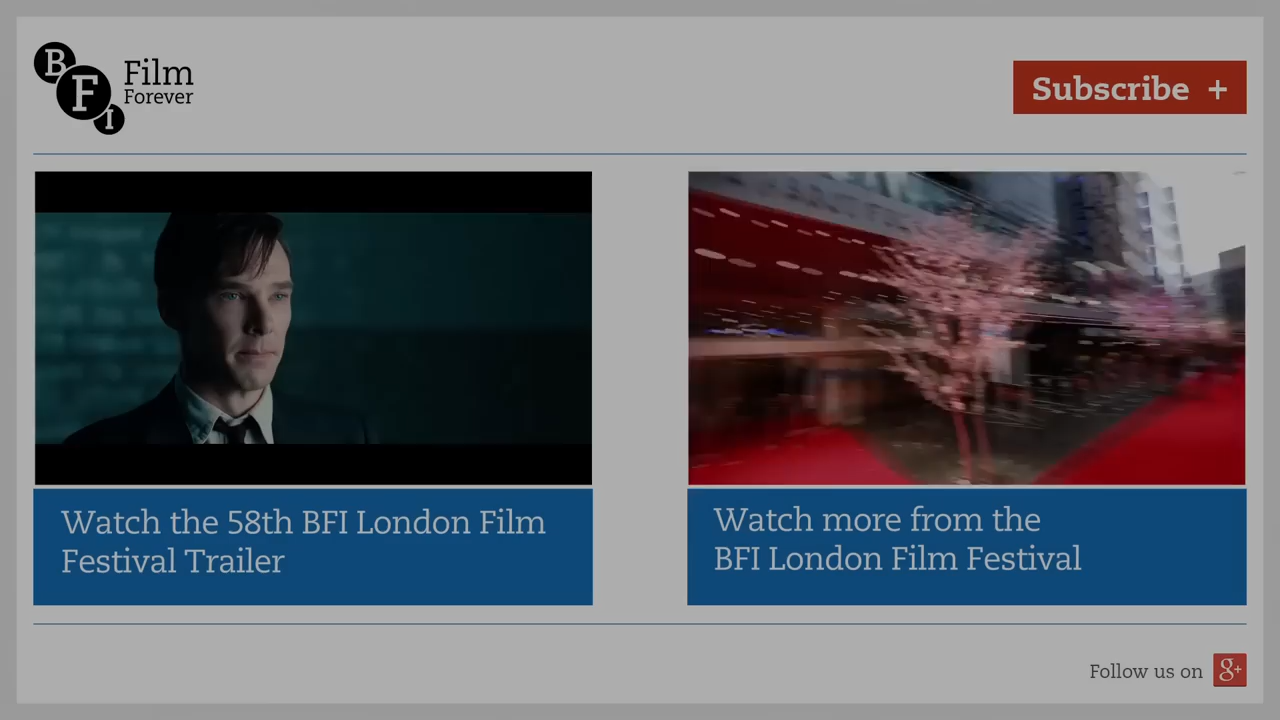 BFI
Film
Forever
Subscribe +
Watch the 58th BFI London Film
Festival Trailer
Watch more from the
BFI London Film Festival
Follow us on g+